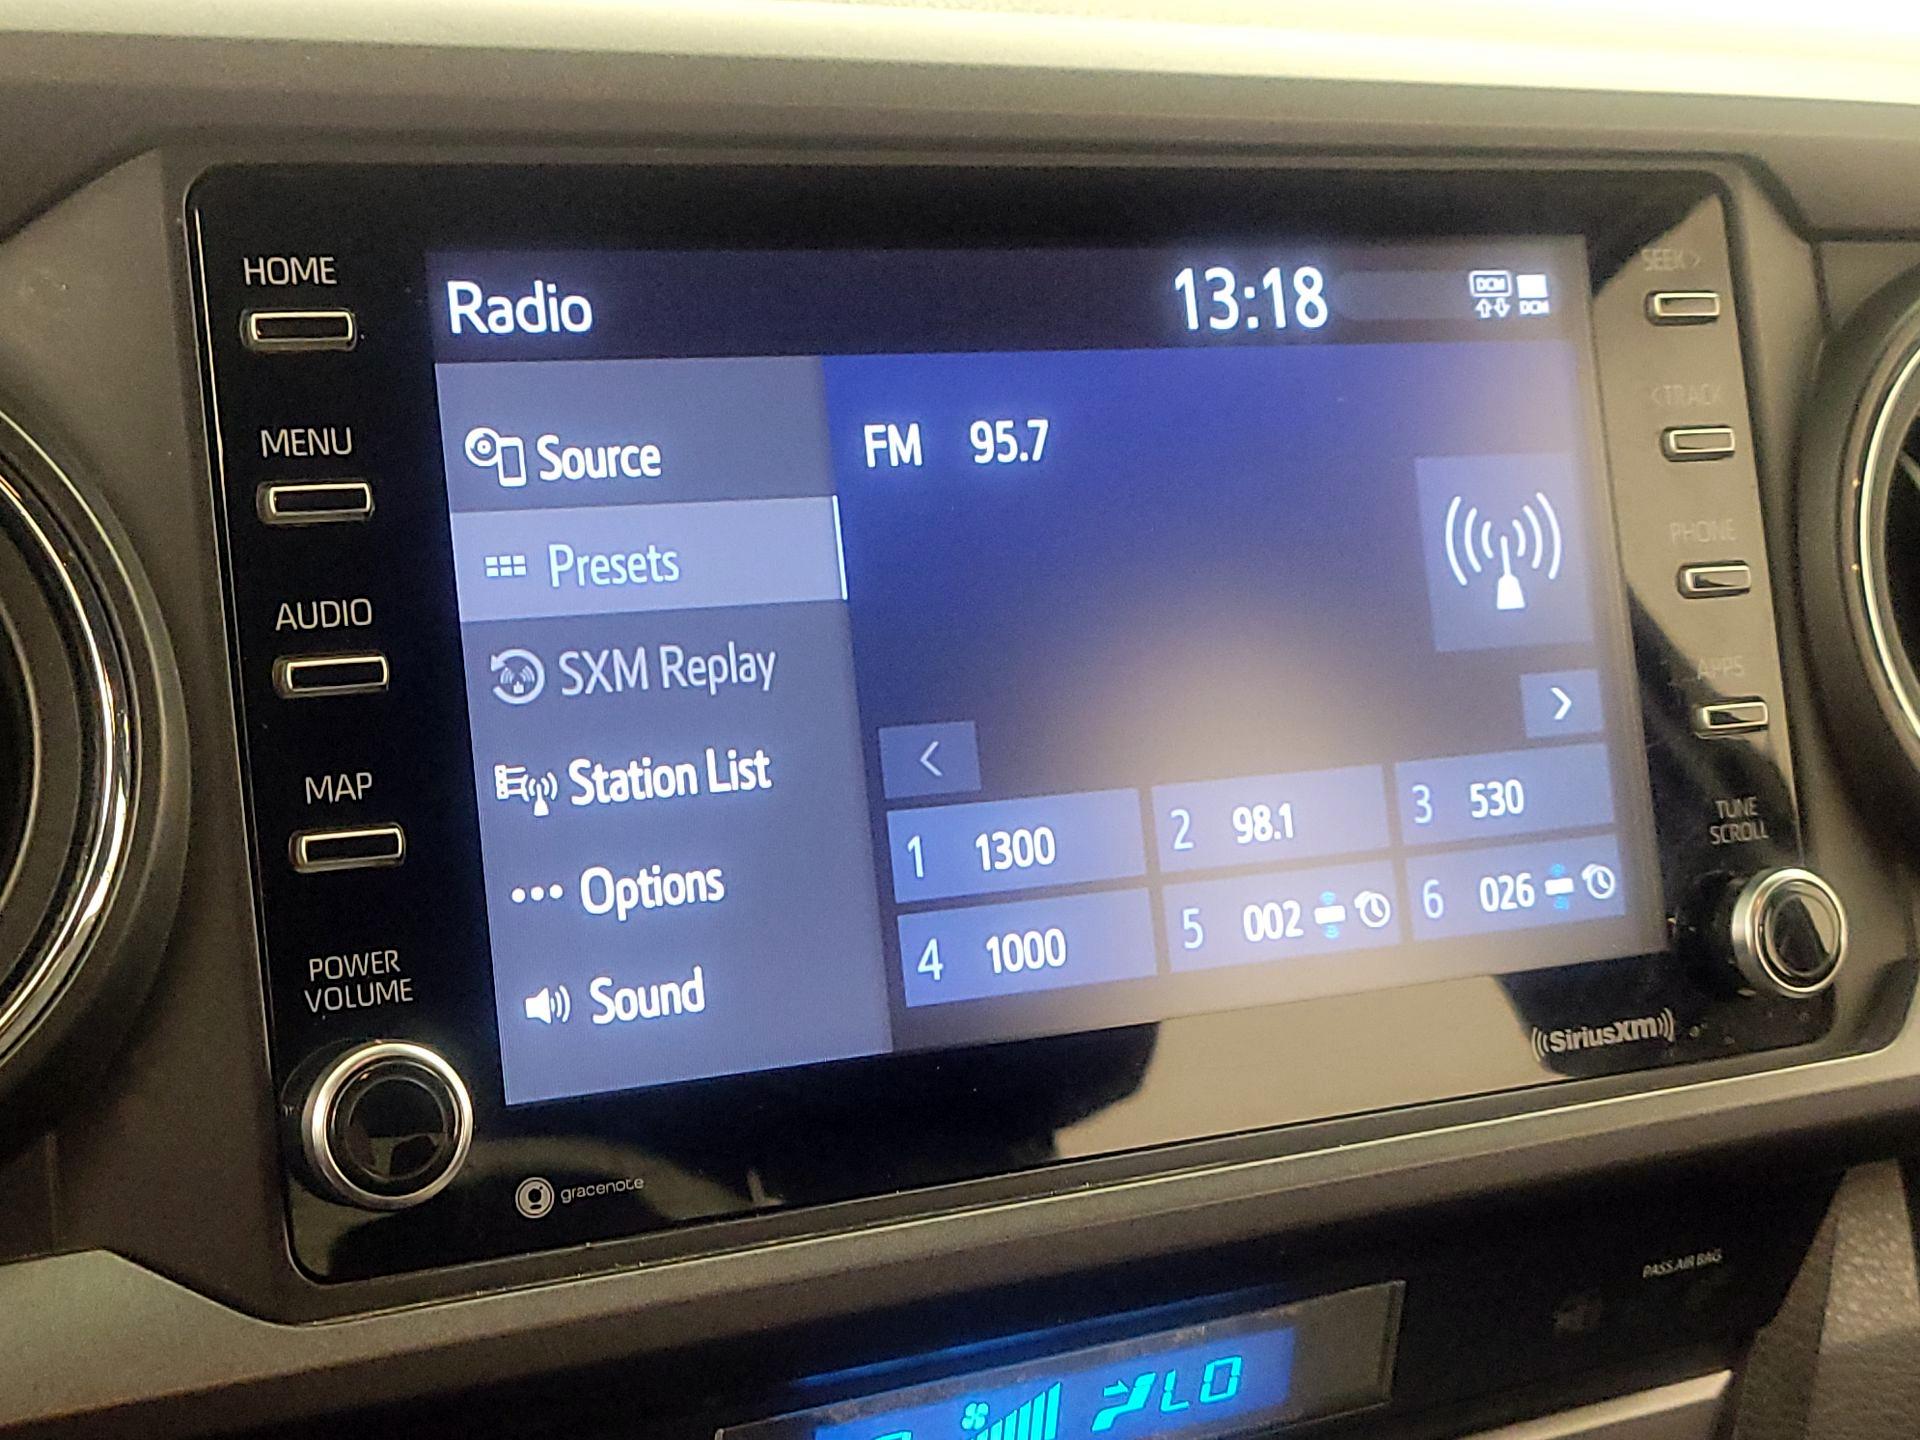 HOME
MENU
AUDIO
MAP
POWER
VOLUME
Radio
13:18
DCM
DCM
Source
Presets
SXM Replay
Station List
Options
Sound
FM 95.7
<
>
1 1300
2 98.1
3 530
4 1000
5 002
6 026
SEEK >
< TRACK
PHONE
APPS
TUNE
SCROLL
((SiriusXm))
gracenote
PASS AIR BAG
LO